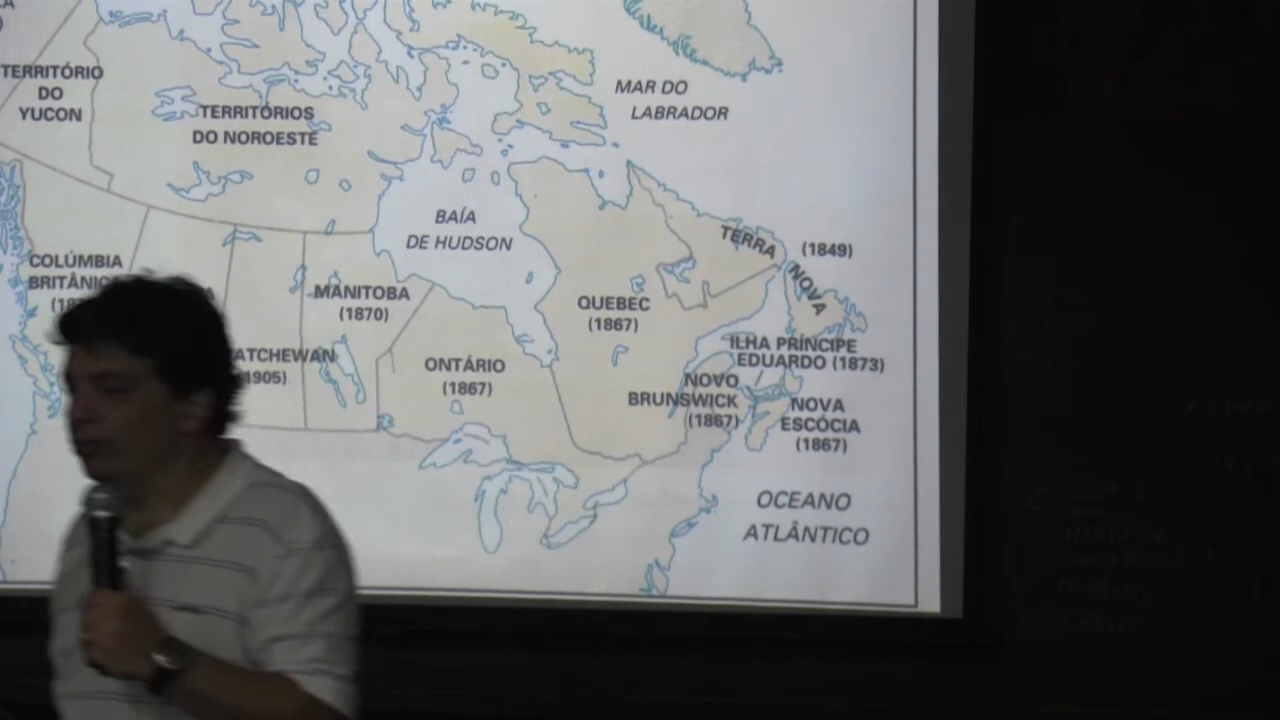 TERRITÓRIO
DO
YUCON
TERRITÓRIOS
DO NOROESTE
MAR DO
LABRADOR
BAÍA
DE HUDSON
TERRA
NOVA
(1849)
COLÚMBIA
MANITOBA
(1870)
QUEBEC
(1867)
ONTÁRIO
(1867)
ILHA PRÍNCIPE
EDUARDO (1873)
NOVO
BRUNSWICK
(1867)
NOVA
ESCÓCIA
(1867)
OCEANO
ATLÂNTICO